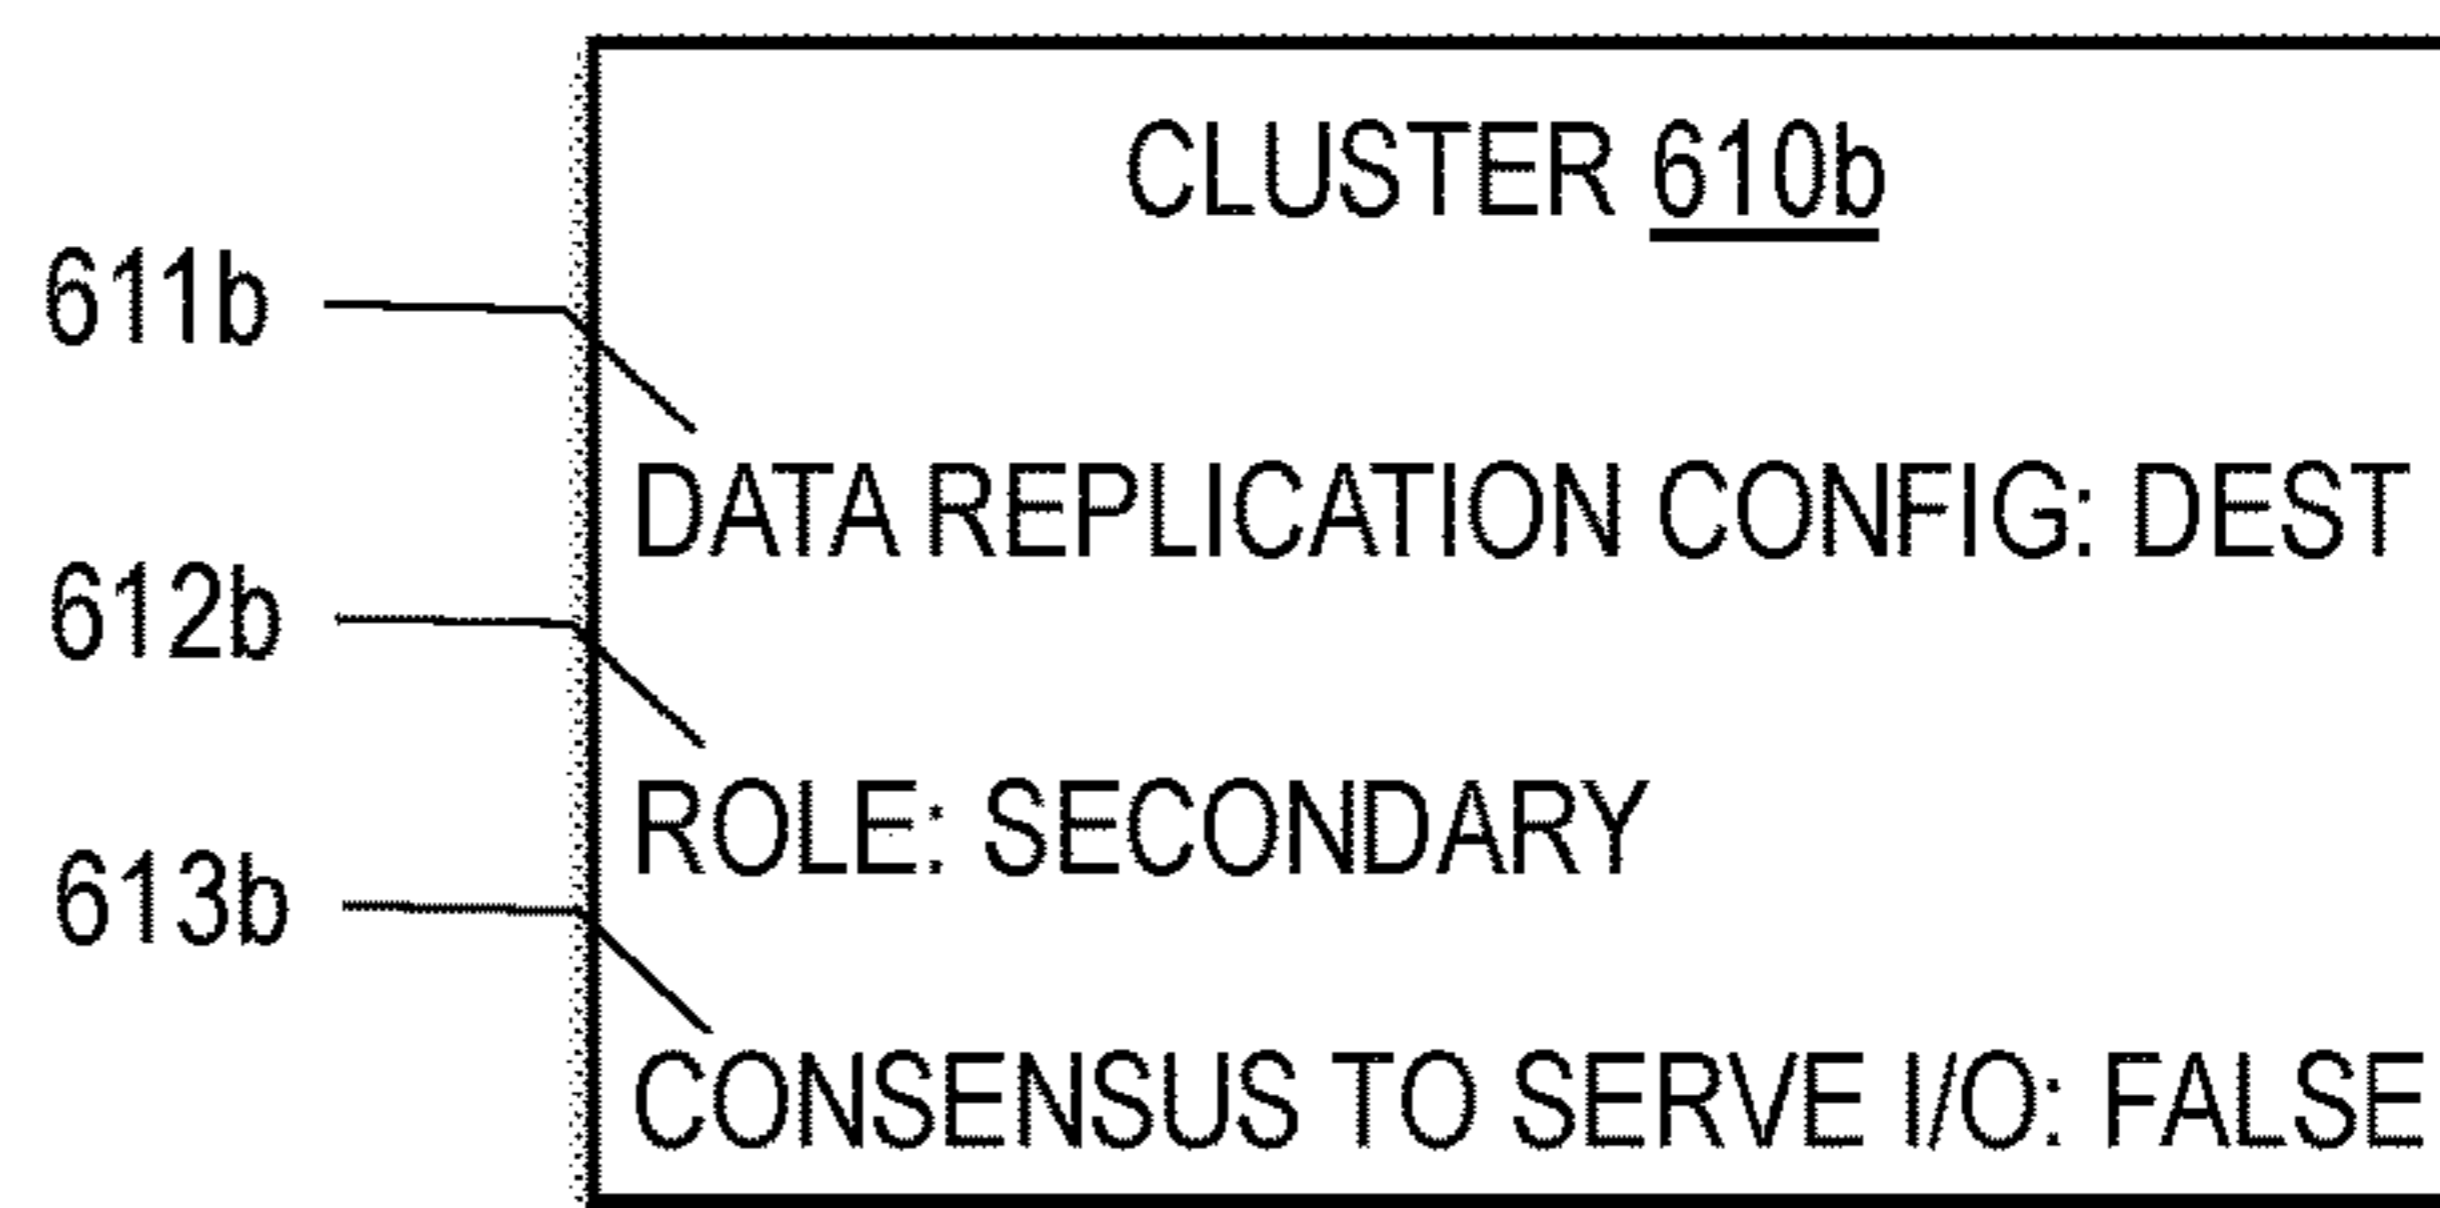 CLUSTER 610b
611b
DATA REPLICATION CONFIG: DEST
612b
ROLE: SECONDARY
613b
CONSENSUS TO SERVE I/O: FALSE